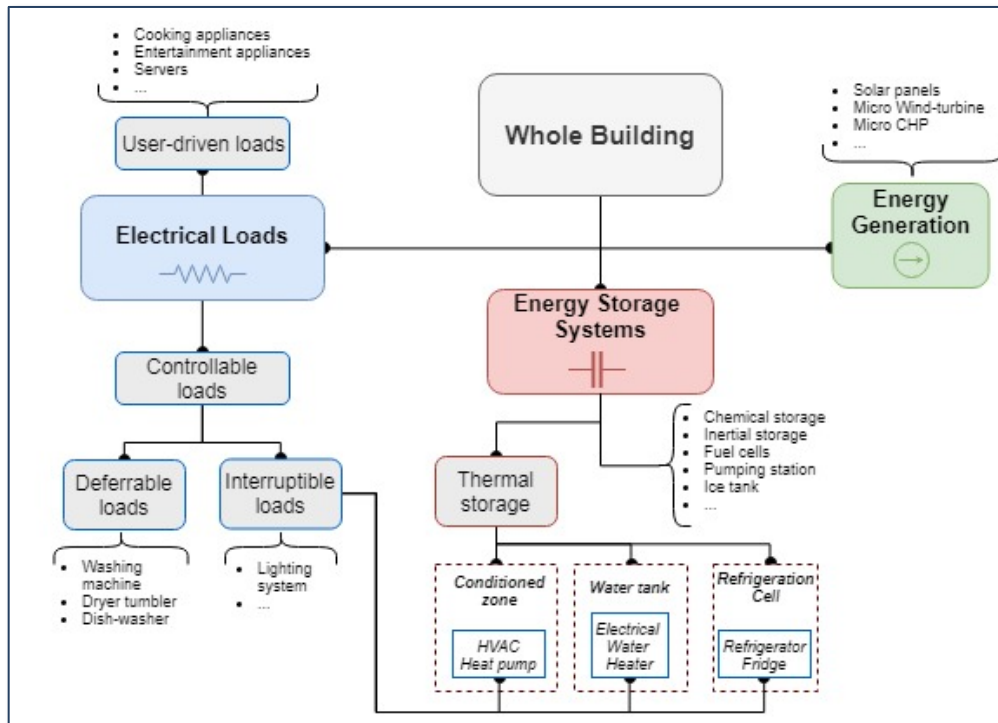 • Cooking appliances
• Entertainment appliances
• Servers
• ...
User-driven loads
Electrical Loads
Controllable
loads
Deferrable
loads
Interruptible
loads
• Washing
machine
• Dryer tumbler
• Dish-washer
• Lighting
system
• ...
Whole Building
• Solar panels
• Micro Wind-turbine
• Micro CHP
• ...
Energy
Generation
Energy Storage
Systems
• Chemical storage
• Inertial storage
• Fuel cells
• Pumping station
• Ice tank
• ...
Thermal
storage
Conditioned
zone
HVAC
Heat pump
Water tank
Electrical
Water
Heater
Refrigeration
Cell
Refrigerator
Fridge